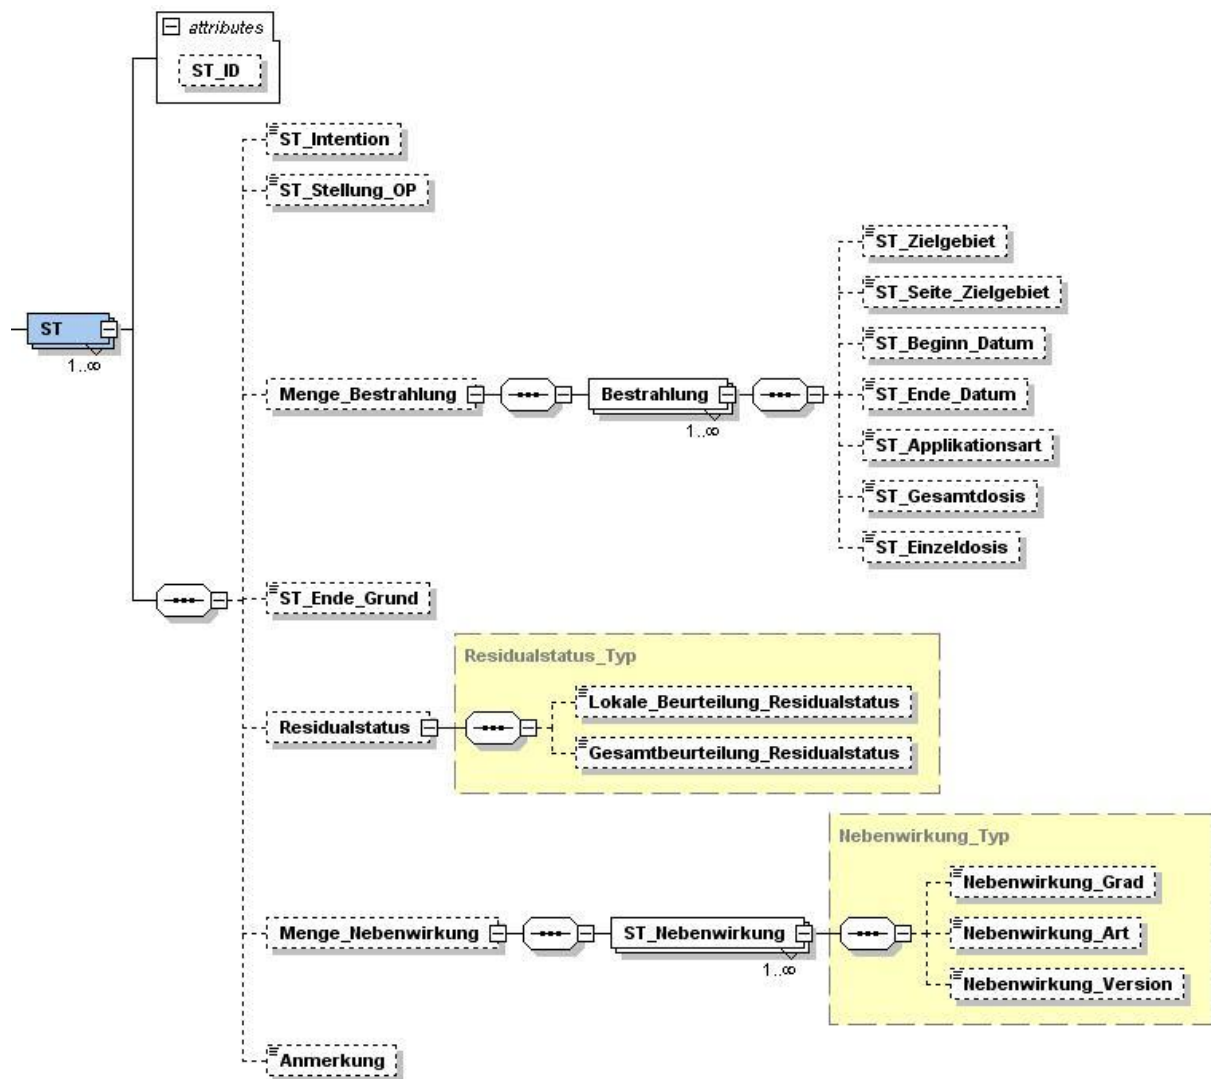 attributes
ST_ID
ST_Intention
ST_Stellung_OP
ST_Zielgebiet
ST_Seite_Zielgebiet
ST
1..∞
ST_Beginn_Datum
Menge_Bestrahlung
Bestrahlung
1..∞
ST_Ende_Datum
ST_Applikationsart
ST_Gesamtdosis
ST_Einzeldosis
ST_Ende_Grund
Residualstatus_Typ
Lokale_Beurteilung_Residualstatus
Residualstatus
Gesamtbeurteilung_Residualstatus
Nebenwirkung_Typ
Nebenwirkung_Grad
Menge_Nebenwirkung
ST_Nebenwirkung
1..∞
Nebenwirkung_Art
Nebenwirkung_Version
Anmerkung